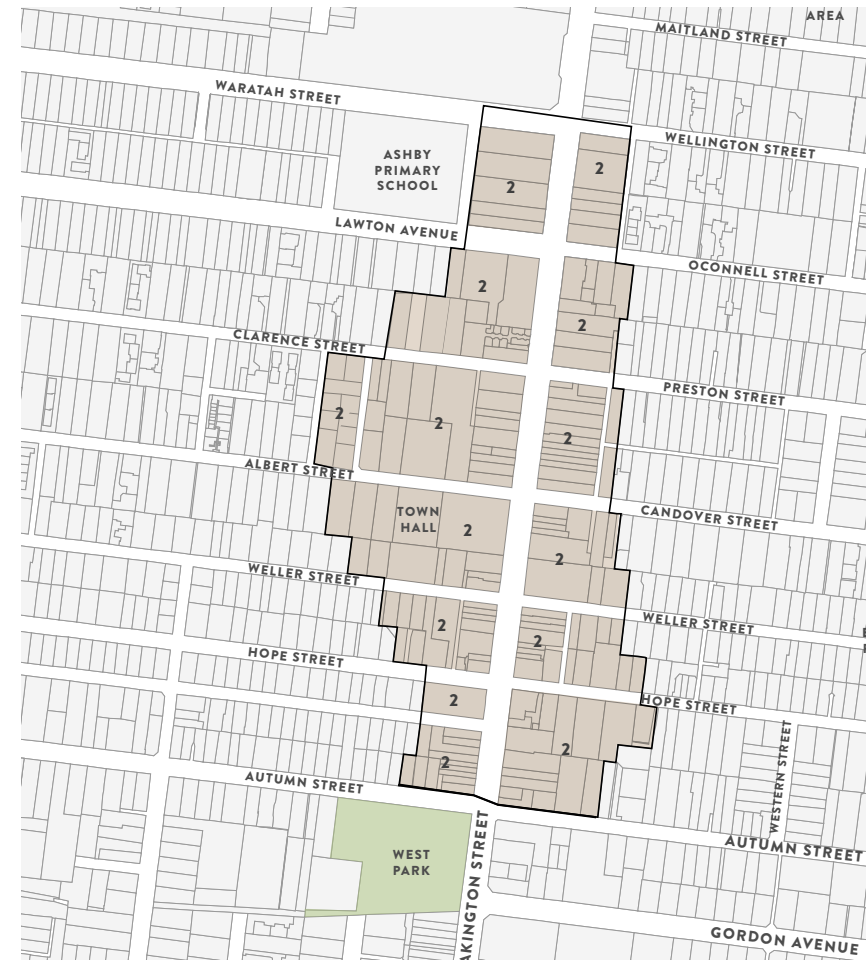 AREA
MAITLAND STREET
WARATAH STREET
WELLINGTON STREET
ASHBY
PRIMARY
SCHOOL
2
2
LAWTON AVENUE
OCONNELL STREET
2
2
CLARENCE STREET
PRESTON STREET
2
2
2
ALBERT STREET
TOWN
HALL
2
CANDOVER STREET
2
WELLER STREET
2
2
WELLER STREET
HOPE STREET
2
HOPE STREET
2
2
WESTERN STREET
AUTUMN STREET
AUTUMN STREET
WEST
PARK
AKINGTON STREET
GORDON AVENUE